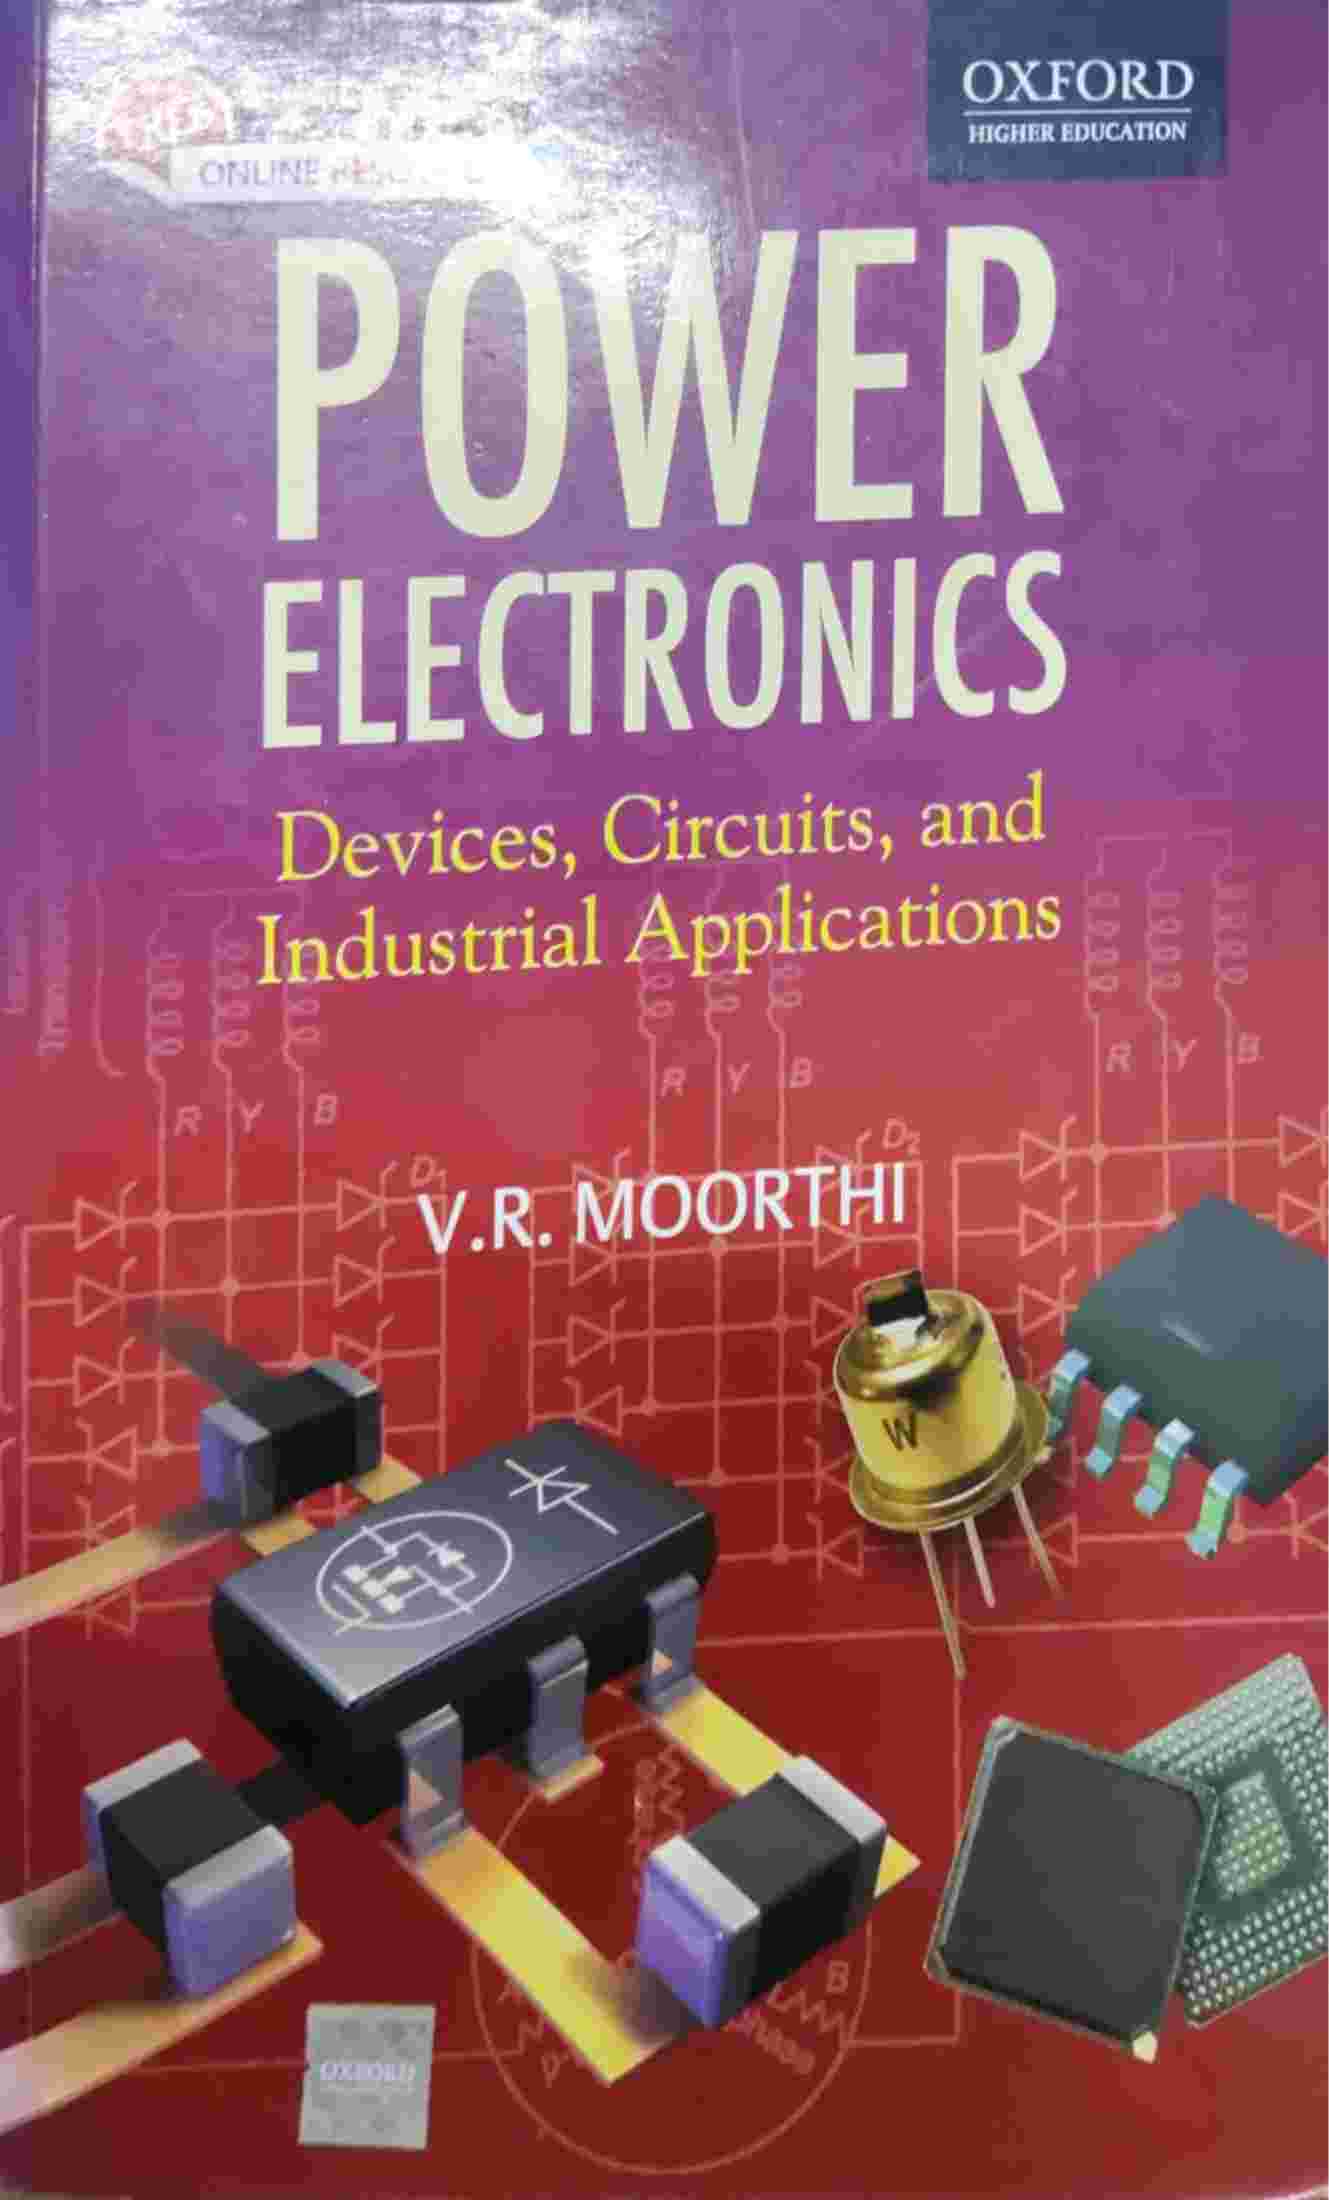 OXFORD
HIGHER EDUCATION
ONLINE
POWER
ELECTRONICS
Devices, Circuits, and
Industrial Applications
R Y B
R Y B
R Y B
D1
D2
V.R. MOORTHI
W
B
OXFORD